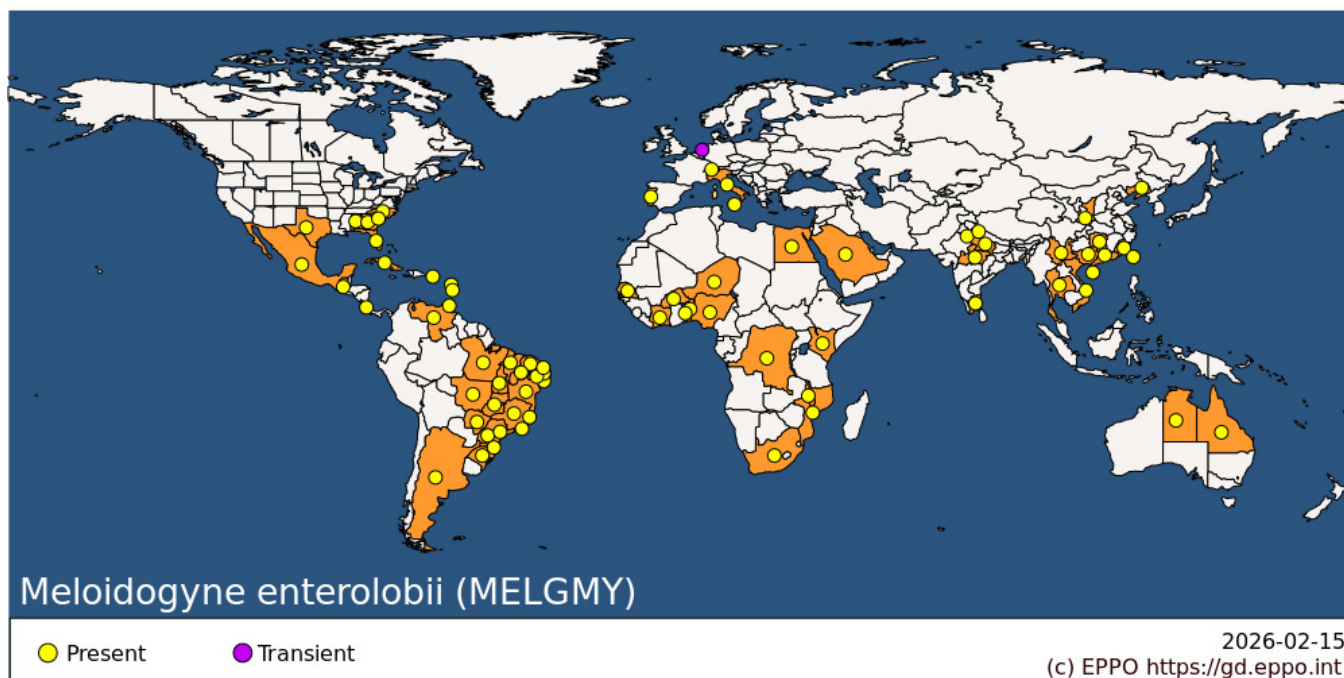 Meloidogyne enterolobii (MELGMY)
Present
Transient
2026-02-15
(c) EPPO https://gd.eppo.int